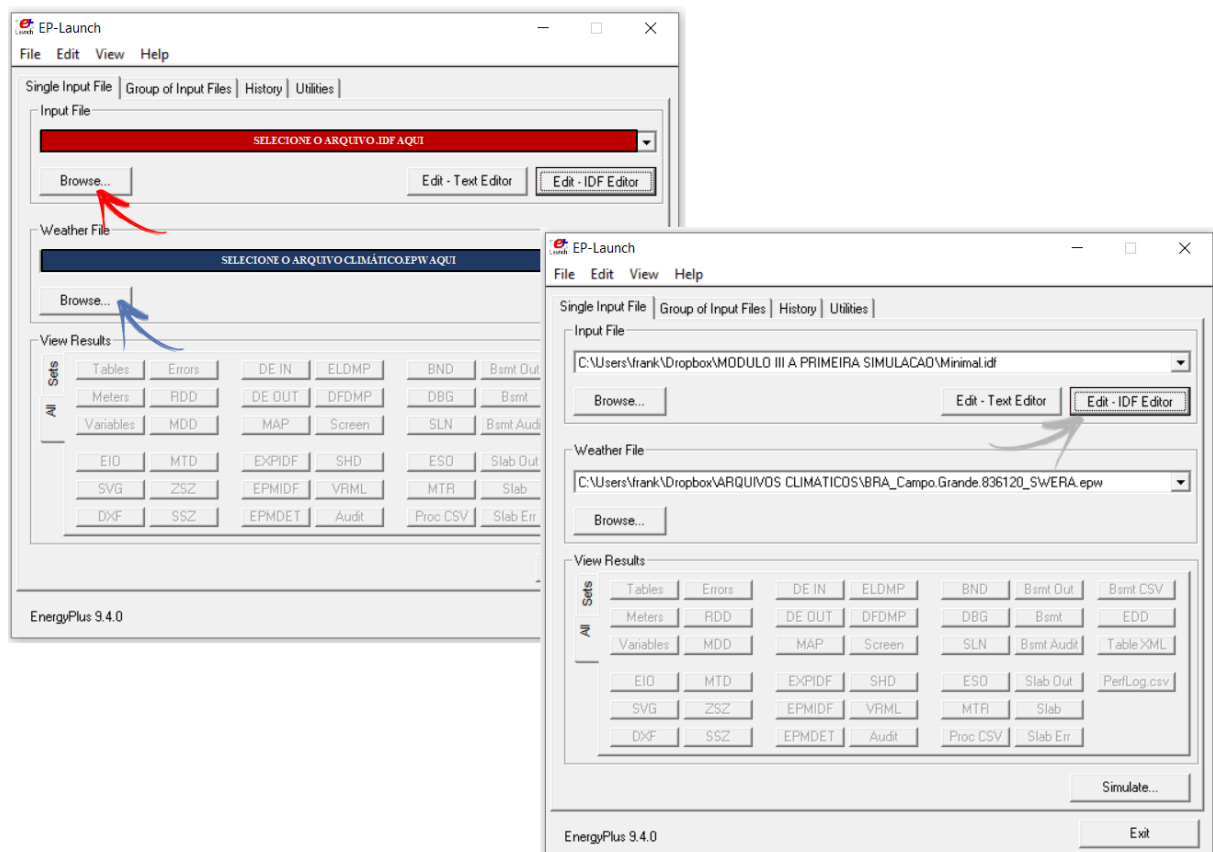 EP-Launch
File Edit View Help
Single Input File Group of Input Files History Utilities
Input File
SELECIONE O ARQUIVO.IDF AQUI
Browse... Edit - Text Editor Edit - IDF Editor
Weather File
SELECIONE O ARQUIVO CLIMÁTICO.EPW AQUI
Browse...
View Results
Sets
All
Tables Errors DE IN ELDMP BND Bsmt Out
Meters RDD DE OUT DFDMP DBG Bsmt
Variables MDD MAP Screen SLN Bsmt Audi
EIO MTD EXPIDF SHD ESO Slab Out
SVG ZSZ EPMIDF VRML MTR Slab
DXF SSZ EPMDET Audit Proc CSV Slab Err
EnergyPlus 9.4.0
EP-Launch
File Edit View Help
Single Input File Group of Input Files History Utilities
Input File
C:\Users\frank\Dropbox\MODULO III A PRIMEIRA SIMULACAO\Minimal.idf
Browse... Edit - Text Editor Edit - IDF Editor
Weather File
C:\Users\frank\Dropbox\ARQUIVOS CLIMATICOS\BRA_Campo.Grande.836120_SWERA.epw
Browse...
View Results
Sets
All
Tables Errors DE IN ELDMP BND Bsmt Out Bsmt CSV
Meters RDD DE OUT DFDMP DBG Bsmt EDD
Variables MDD MAP Screen SLN Bsmt Audit Table XML
EIO MTD EXPIDF SHD ESO Slab Out PerfLog.csv
SVG ZSZ EPMIDF VRML MTR Slab
DXF SSZ EPMDET Audit Proc CSV Slab Err
Simulate...
EnergyPlus 9.4.0 Exit